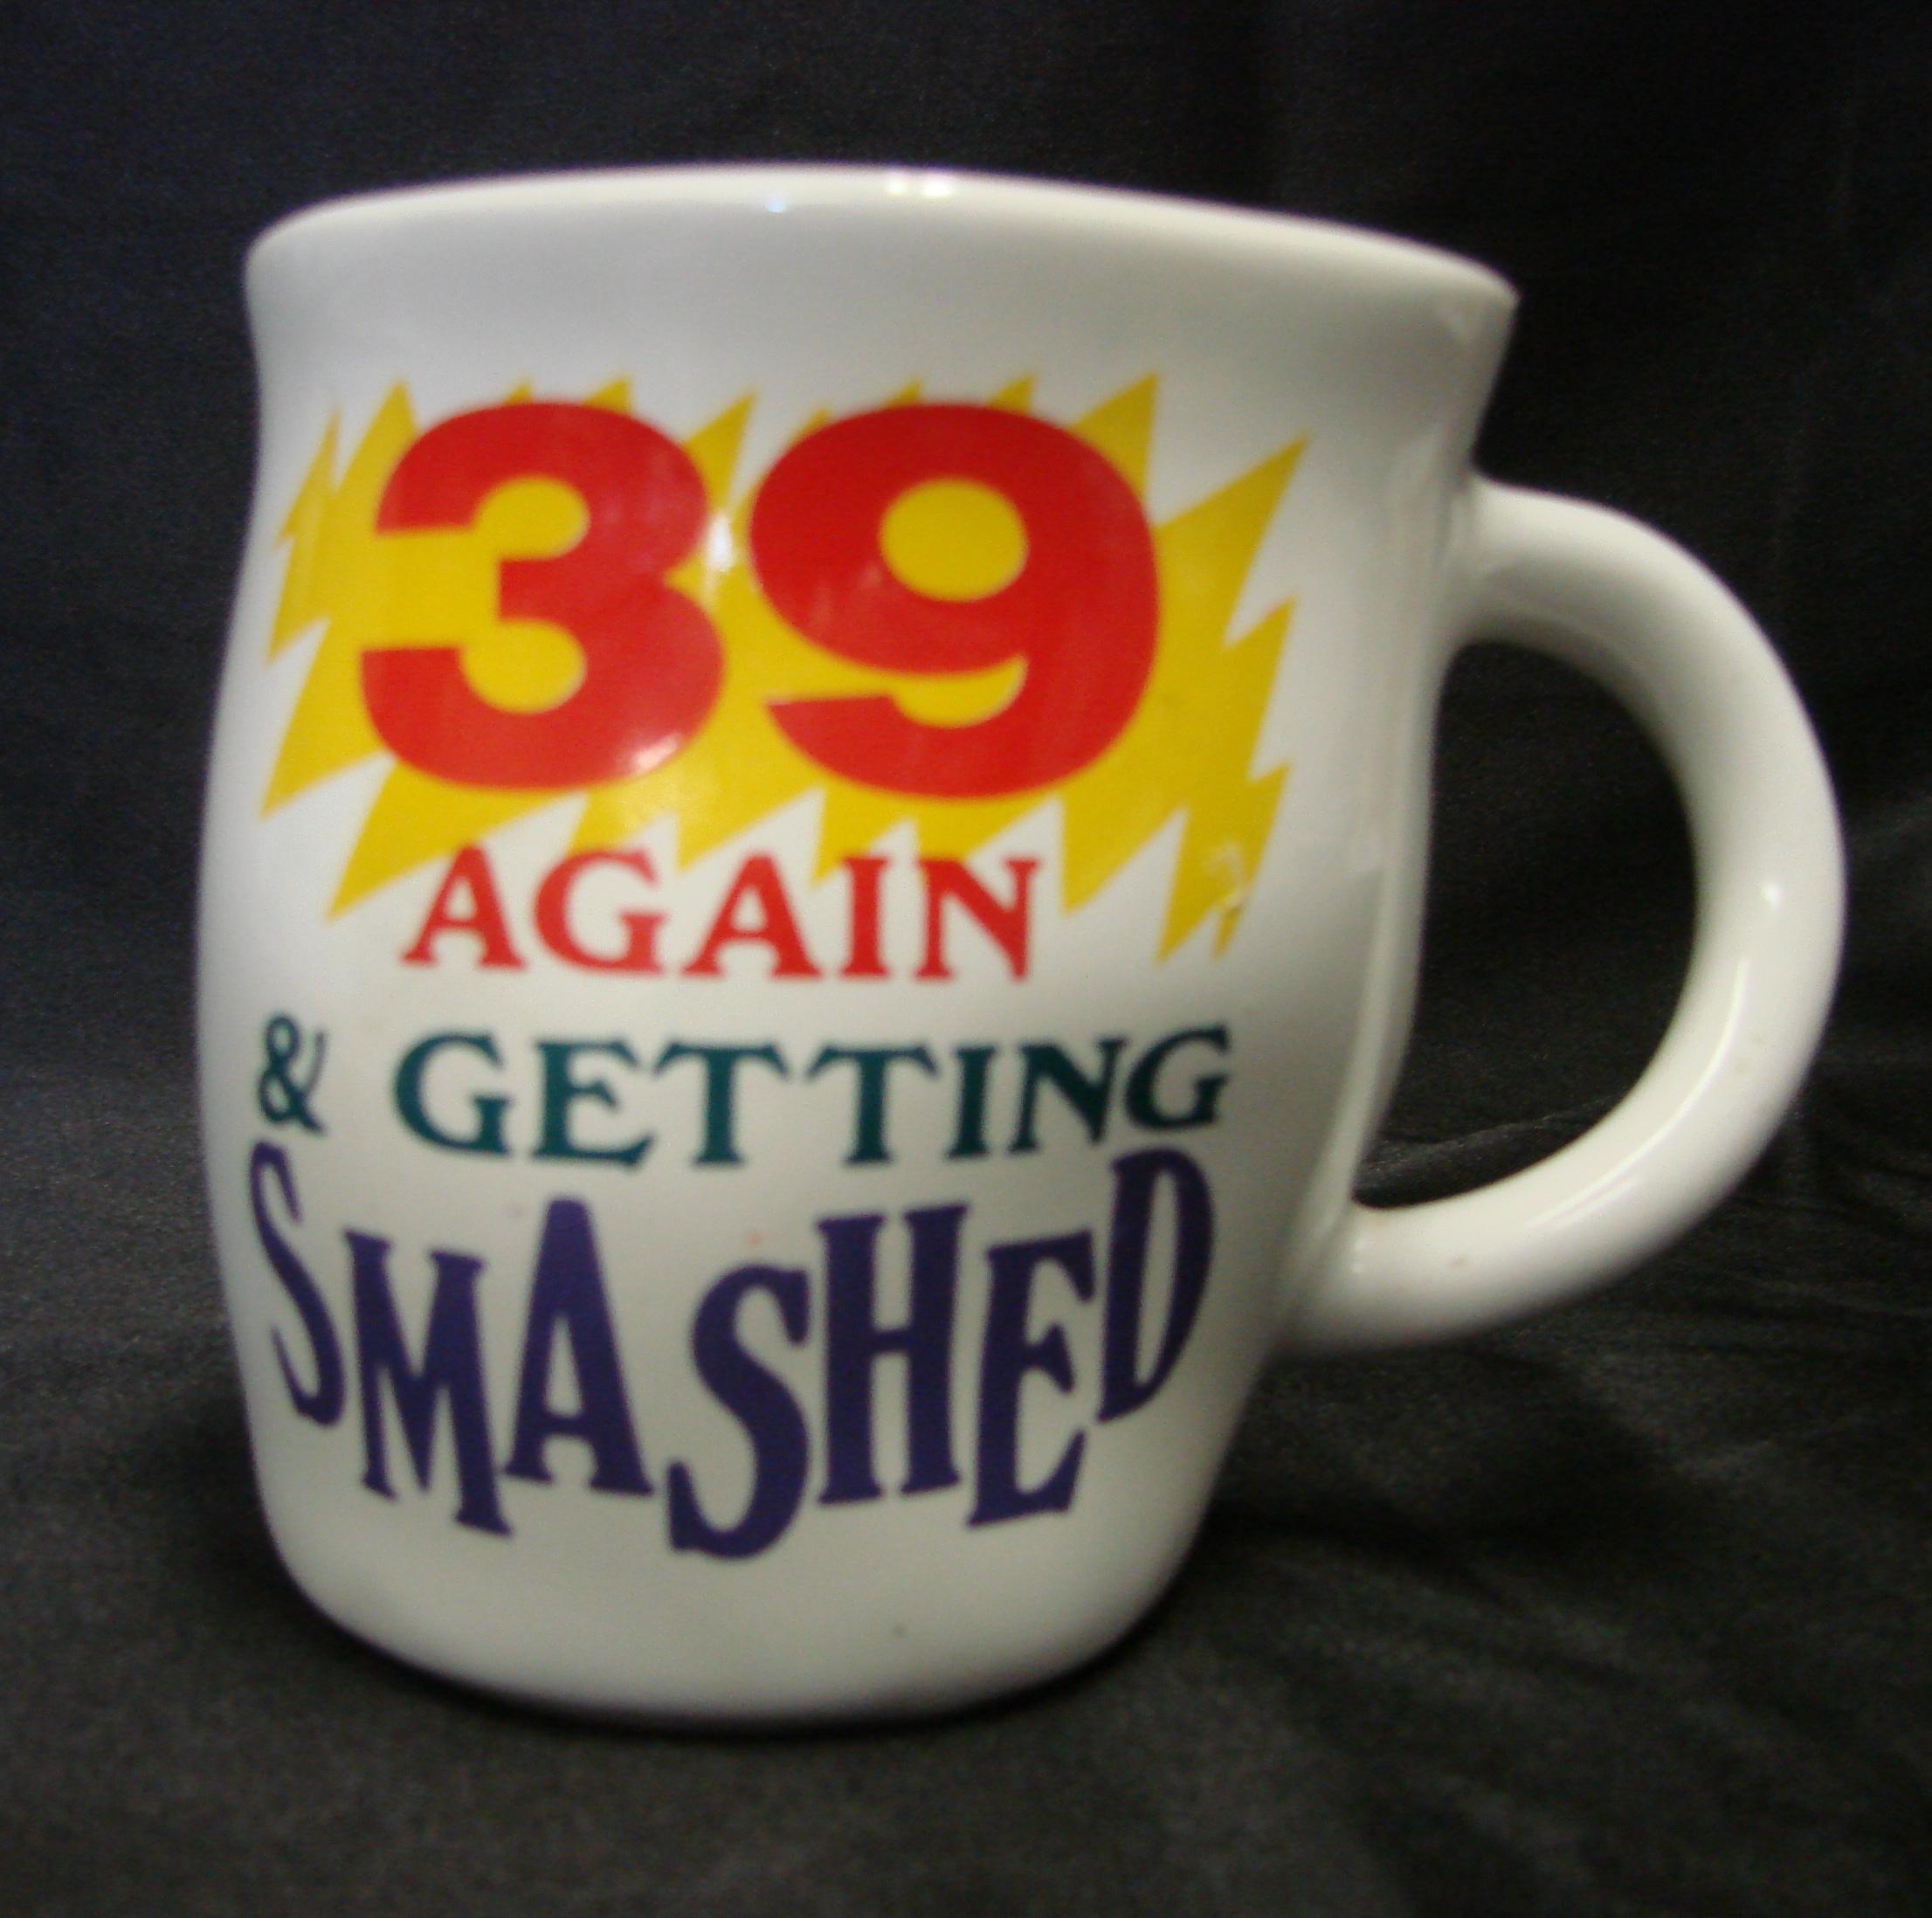 39
AGAIN
& GETTING
SMASHED